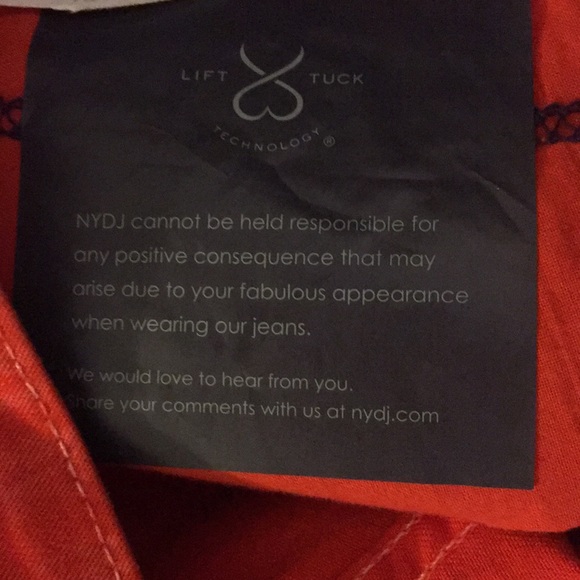 LIFT TUCK
TECHNOLOGY®
NYDJ cannot be held responsible for
any positive consequence that may
arise due to your fabulous appearance
when wearing our jeans.
We would love to hear from you.
Share your comments with us at nydj.com